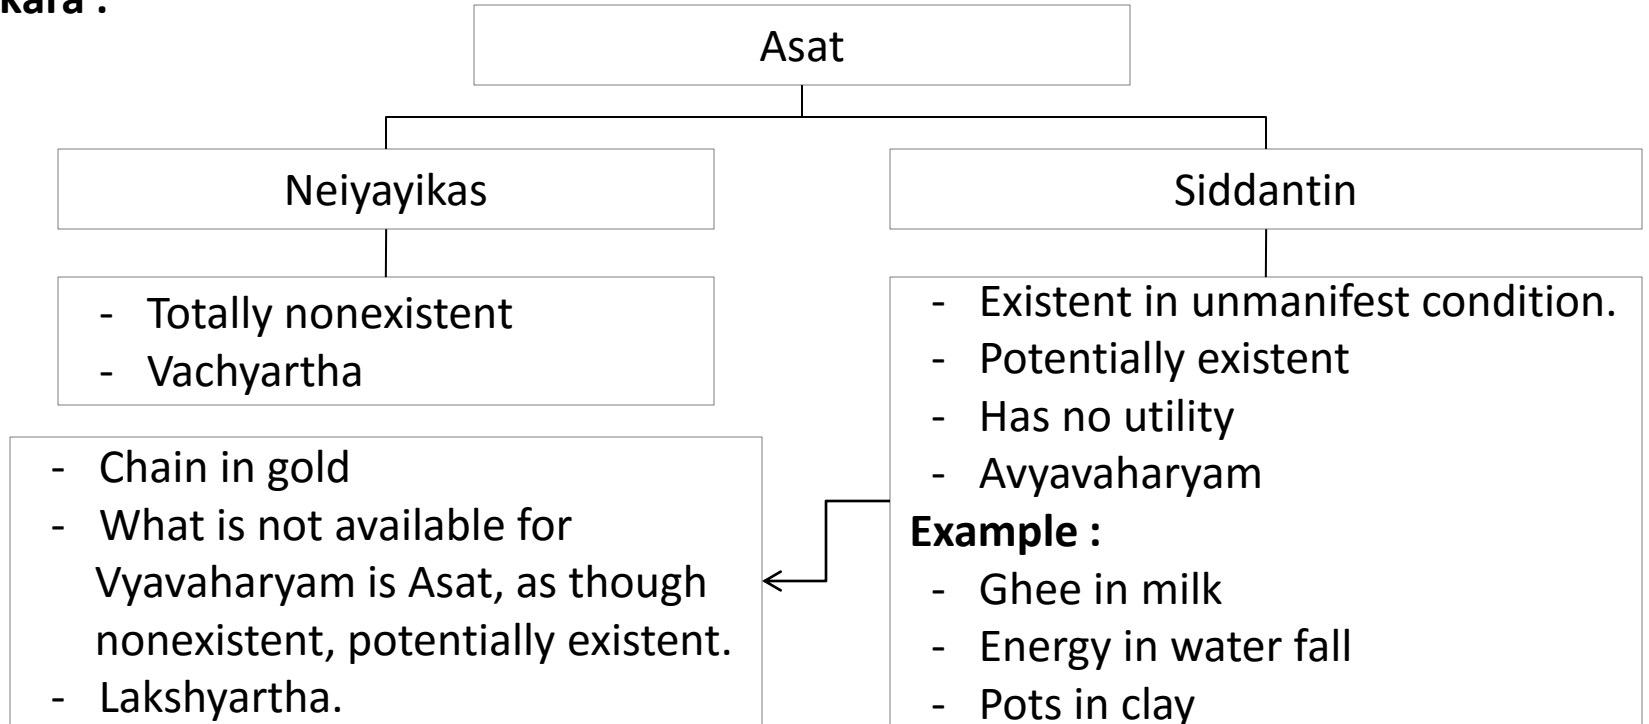 kara :
Asat
Neiyayikas
- Totally nonexistent
- Vachyartha
Siddantin
- Existent in unmanifest condition.
- Potentially existent
- Has no utility
- Avyavaharyam
Example :
- Ghee in milk
- Energy in water fall
- Pots in clay
- Chain in gold
- What is not available for
Vyavaharyam is Asat, as though
nonexistent, potentially existent.
- Lakshyartha.